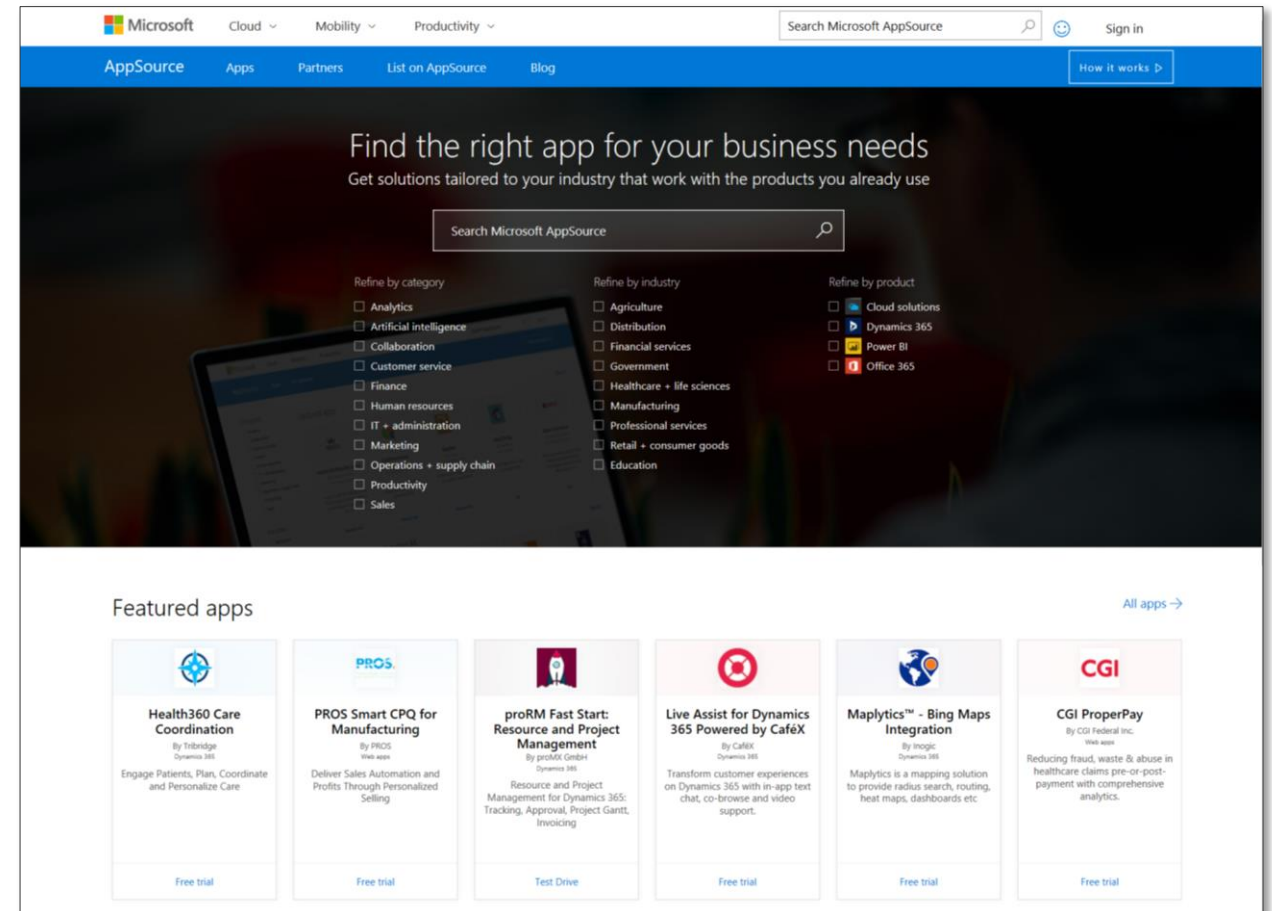 Microsoft Cloud Mobility Productivity Search Microsoft AppSource Sign in
AppSource Apps Partners List on AppSource Blog How it works
Find the right app for your business needs
Get solutions tailored to your industry that work with the products you already use
Search Microsoft AppSource
Refine by category
Analytics
Artificial intelligence
Collaboration
Customer service
Finance
Human resources
IT + administration
Marketing
Operations + supply chain
Productivity
Sales
Refine by industry
Agriculture
Distribution
Financial services
Government
Healthcare + life sciences
Manufacturing
Professional services
Retail + consumer goods
Education
Refine by product
Cloud solutions
Dynamics 365
Power BI
Office 365
Featured apps
All apps
Health360 Care
Coordination
By Tribridge
Dynamics 365
Engage Patients, Plan, Coordinate
and Personalize Care
Free trial
PROS.
PROS Smart CPQ for
Manufacturing
By PROS
Web apps
Deliver Sales Automation and
Profits Through Personalized
Selling
Free trial
proRM Fast Start:
Resource and Project
Management
By proMX GmbH
Dynamics 365
Resource and Project
Management for Dynamics 365:
Tracking, Approval, Project Gantt,
Invoicing
Test Drive
Live Assist for Dynamics
365 Powered by CaféX
By CaféX
Dynamics 365
Transform customer experiences
on Dynamics 365 with in-app text
chat, co-browse and video
support.
Free trial
Maplytics™ - Bing Maps
Integration
By Inogic
Dynamics 365
Maplytics is a mapping solution
to provide radius search, routing,
heat maps, dashboards etc
Free trial
CGI
CGI ProperPay
By CGI Federal Inc.
Web apps
Reducing fraud, waste & abuse in
healthcare claims pre-or-post-
payment with comprehensive
analytics.
Free trial